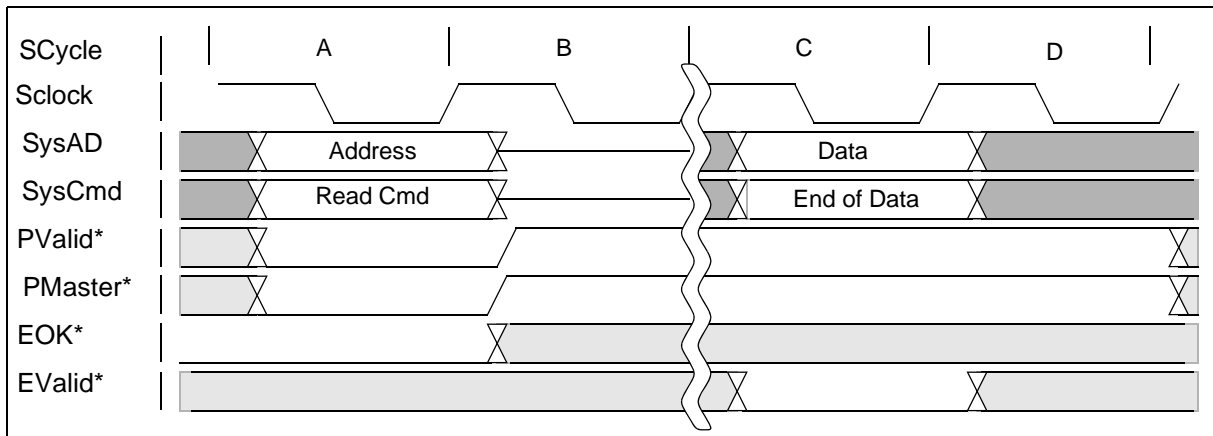 SCycle A B C D
Sclock
SysAD Address Data
SysCmd Read Cmd End of Data
PValid*
PMaster*
EOK*
EValid*